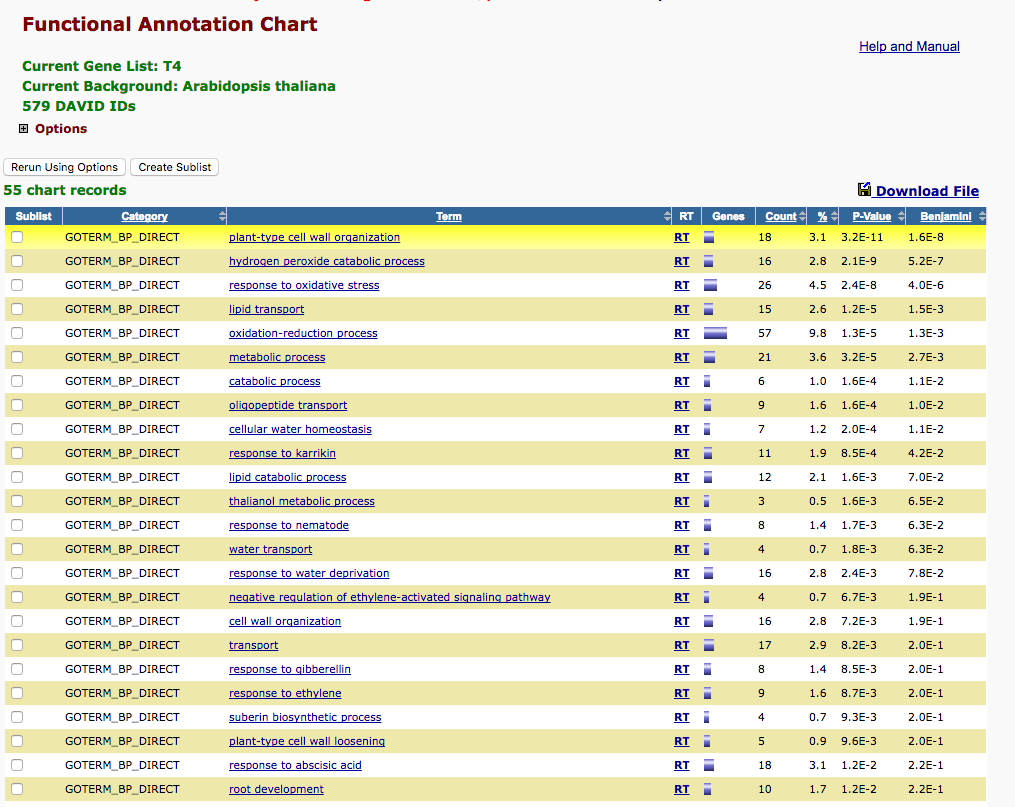 Functional Annotation Chart
Help and Manual
Current Gene List: T4
Current Background: Arabidopsis thaliana
579 DAVID IDs
Options
Rerun Using Options Create Sublist
55 chart records Download File
Sublist Category Term RT Genes Count % P-Value Benjamini
GOTERM_BP_DIRECT plant-type cell wall organization RT 18 3.1 3.2E-11 1.6E-8
GOTERM_BP_DIRECT hydrogen peroxide catabolic process RT 16 2.8 2.1E-9 5.2E-7
GOTERM_BP_DIRECT response to oxidative stress RT 26 4.5 2.4E-8 4.0E-6
GOTERM_BP_DIRECT lipid transport RT 15 2.6 1.2E-5 1.5E-3
GOTERM_BP_DIRECT oxidation-reduction process RT 57 9.8 1.3E-5 1.3E-3
GOTERM_BP_DIRECT metabolic process RT 21 3.6 3.2E-5 2.7E-3
GOTERM_BP_DIRECT catabolic process RT 6 1.0 1.6E-4 1.1E-2
GOTERM_BP_DIRECT oligopeptide transport RT 9 1.6 1.6E-4 1.0E-2
GOTERM_BP_DIRECT cellular water homeostasis RT 7 1.2 2.0E-4 1.1E-2
GOTERM_BP_DIRECT response to karrikin RT 11 1.9 8.5E-4 4.2E-2
GOTERM_BP_DIRECT lipid catabolic process RT 12 2.1 1.6E-3 7.0E-2
GOTERM_BP_DIRECT thalianol metabolic process RT 3 0.5 1.6E-3 6.5E-2
GOTERM_BP_DIRECT response to nematode RT 8 1.4 1.7E-3 6.3E-2
GOTERM_BP_DIRECT water transport RT 4 0.7 1.8E-3 6.3E-2
GOTERM_BP_DIRECT response to water deprivation RT 16 2.8 2.4E-3 7.8E-2
GOTERM_BP_DIRECT negative regulation of ethylene-activated signaling pathway RT 4 0.7 6.7E-3 1.9E-1
GOTERM_BP_DIRECT cell wall organization RT 16 2.8 7.2E-3 1.9E-1
GOTERM_BP_DIRECT transport RT 17 2.9 8.2E-3 2.0E-1
GOTERM_BP_DIRECT response to gibberellin RT 8 1.4 8.5E-3 2.0E-1
GOTERM_BP_DIRECT response to ethylene RT 9 1.6 8.7E-3 2.0E-1
GOTERM_BP_DIRECT suberin biosynthetic process RT 4 0.7 9.3E-3 2.0E-1
GOTERM_BP_DIRECT plant-type cell wall loosening RT 5 0.9 9.6E-3 2.0E-1
GOTERM_BP_DIRECT response to abscisic acid RT 18 3.1 1.2E-2 2.2E-1
GOTERM_BP_DIRECT root development RT 10 1.7 1.2E-2 2.2E-1